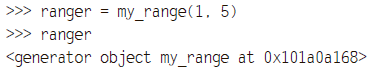 >>> ranger = my_range(1, 5)
>>> ranger
<generator object my_range at 0x101a0a168>